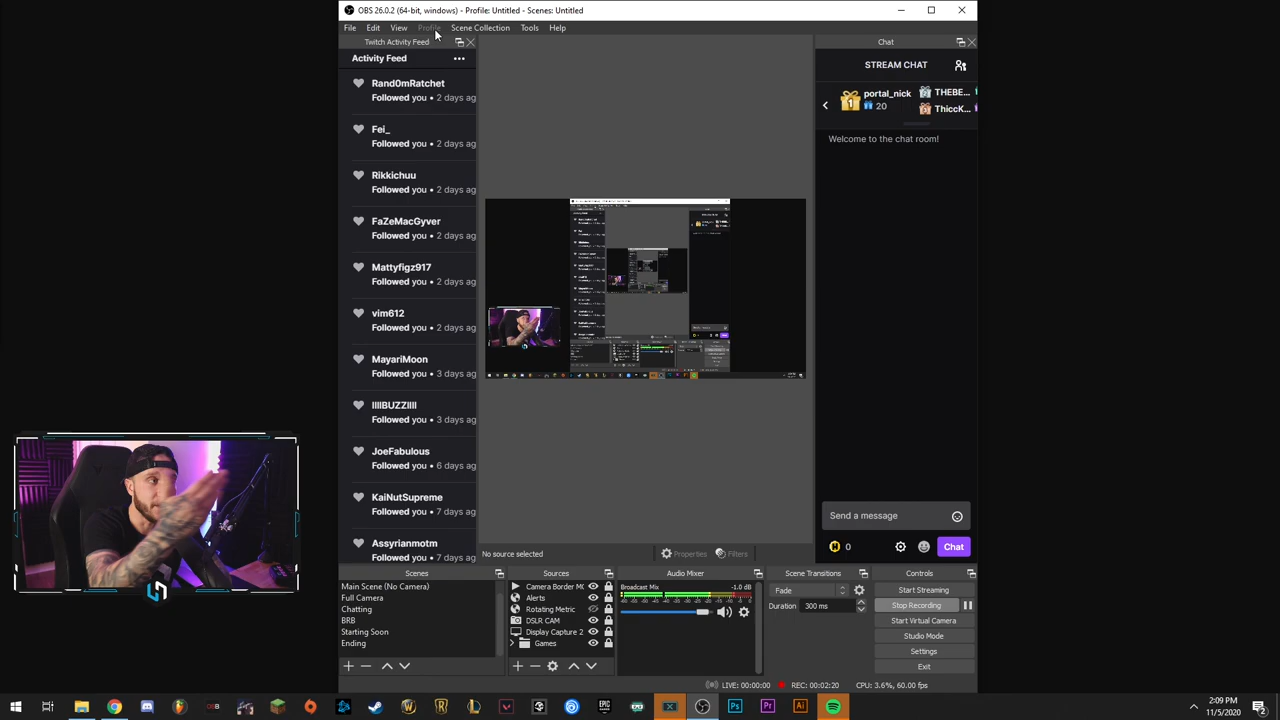 OBS 26.0.2 (64-bit, windows) - Profile: Untitled - Scenes: Untitled
File Edit View Profile Scene Collection Tools Help
Twitch Activity Feed
Activity Feed
Rand0mRatchet
Followed you • 2 days ag
Fei_
Followed you • 2 days ag
Rikkichuu
Followed you • 2 days ag
FaZeMacGyver
Followed you • 2 days ag
Mattyfigz917
Followed you • 2 days ag
vim612
Followed you • 2 days ag
MayariMoon
Followed you • 3 days ag
IIIIBUZZIIII
Followed you • 3 days ag
JoeFabulous
Followed you • 6 days ag
KaiNutSupreme
Followed you • 7 days ag
Assyrianmotm
Followed you • 7 days ag
Chat
STREAM CHAT
1 portal_nick
20
THEBE...
ThiccK...
Welcome to the chat room!
Send a message
0
Chat
No source selected
Properties
Filters
Scenes
Main Scene (No Camera)
Full Camera
Chatting
BRB
Starting Soon
Ending
Sources
Camera Border MO
Alerts
Rotating Metric
DSLR CAM
Display Capture 2
Games
Audio Mixer
Broadcast Mix -1.0 dB
Scene Transitions
Fade
Duration 300 ms
Controls
Start Streaming
Stop Recording
Start Virtual Camera
Studio Mode
Settings
Exit
LIVE: 00:00:00 REC: 00:02:20 CPU: 3.6%, 60.00 fps
2:09 PM
11/5/2020